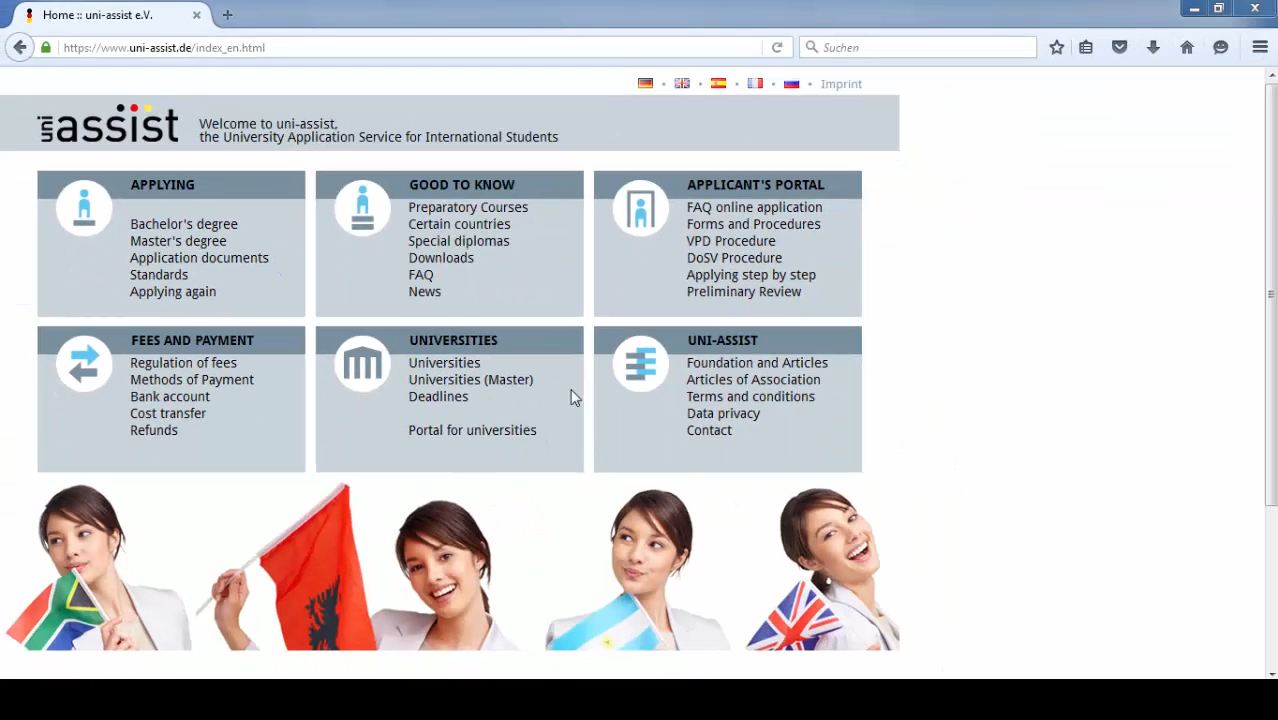 Home :: uni-assist e.V.
https://www.uni-assist.de/index_en.html
Suchen
Imprint
uni assist
Welcome to uni-assist,
the University Application Service for International Students
APPLYING
Bachelor's degree
Master's degree
Application documents
Standards
Applying again
GOOD TO KNOW
Preparatory Courses
Certain countries
Special diplomas
Downloads
FAQ
News
APPLICANT'S PORTAL
FAQ online application
Forms and Procedures
VPD Procedure
DoSV Procedure
Applying step by step
Preliminary Review
FEES AND PAYMENT
Regulation of fees
Methods of Payment
Bank account
Cost transfer
Refunds
UNIVERSITIES
Universities
Universities (Master)
Deadlines
Portal for universities
UNI-ASSIST
Foundation and Articles
Articles of Association
Terms and conditions
Data privacy
Contact